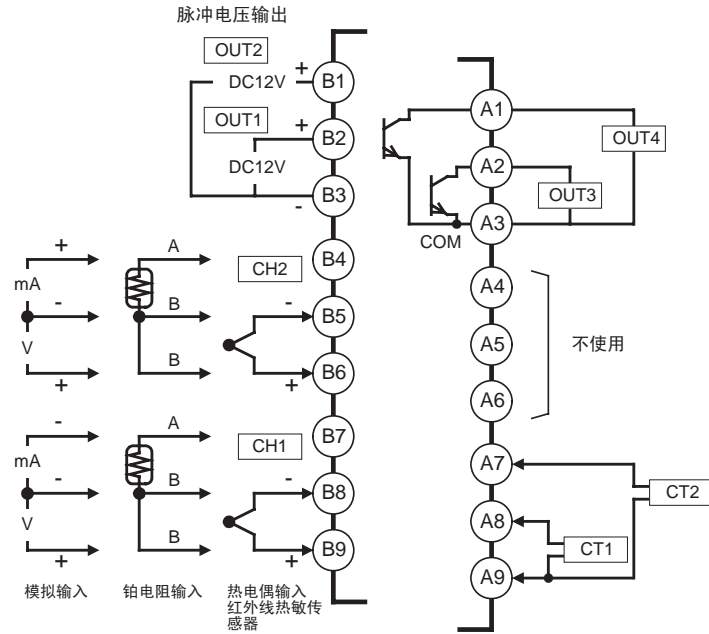 脉冲电压输出
OUT2
+
B1
DC12V
OUT1
+
B2
DC12V
-
B3
A1
OUT4
A2
OUT3
A3
COM
+
mA
-
V
+
A
B
B
CH2
-
+
B4
B5
B6
A4
A5
A6
不使用
-
mA
-
V
+
A
B
B
CH1
-
+
B7
B8
B9
A7
CT2
A8
CT1
A9
模拟输入
铂电阻输入
热电偶输入
红外线热敏传
感器